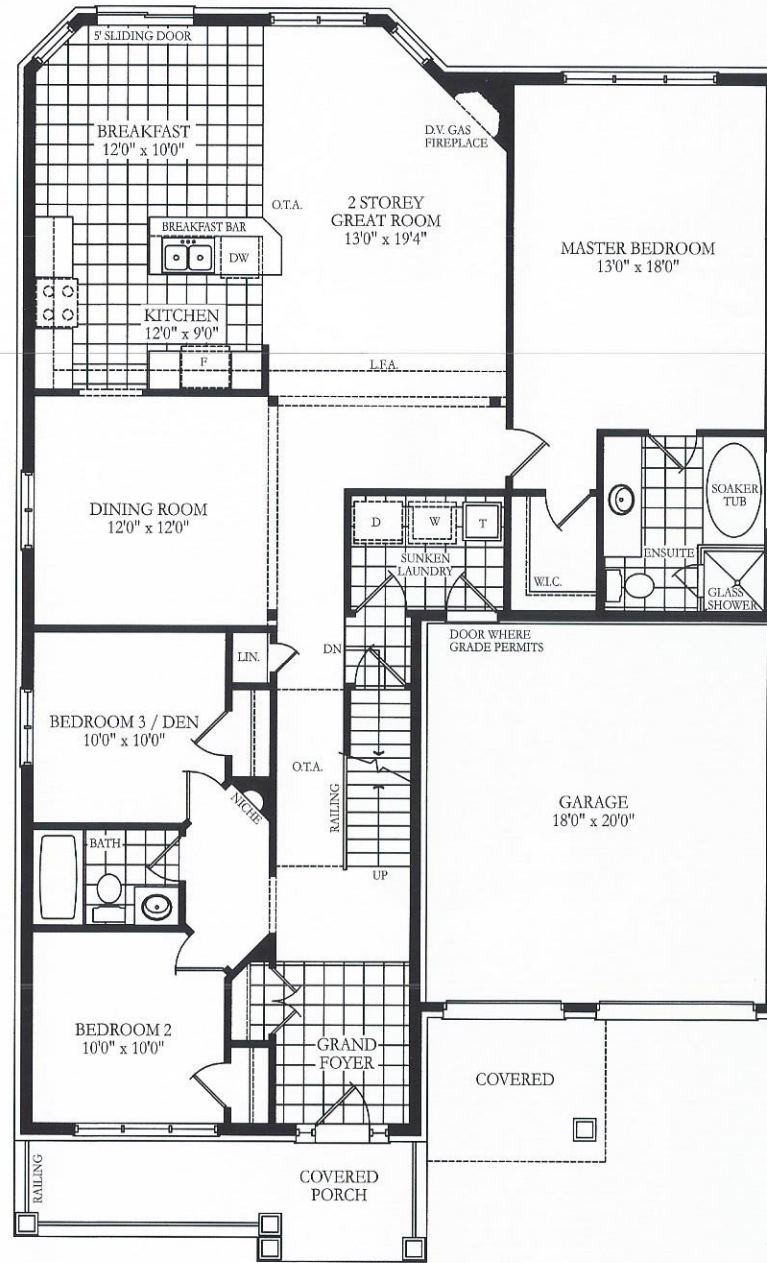 5' SLIDING DOOR
BREAKFAST
12'0" x 10'0"
D.V. GAS
FIREPLACE
O.T.A.
2 STOREY
GREAT ROOM
13'0" x 19'4"
BREAKFAST BAR
DW
MASTER BEDROOM
13'0" x 18'0"
KITCHEN
12'0" x 9'0"
F
L.F.A.
DINING ROOM
12'0" x 12'0"
D
W
T
SUNKEN
LAUNDRY
SOAKER
TUB
ENSUITE
W.I.C.
GLASS
SHOWER
LIN.
DN
DOOR WHERE
GRADE PERMITS
BEDROOM 3 / DEN
10'0" x 10'0"
O.T.A.
NICHE
RAILING
GARAGE
18'0" x 20'0"
BATH
UP
BEDROOM 2
10'0" x 10'0"
GRAND
FOYER
COVERED
RAILING
COVERED
PORCH